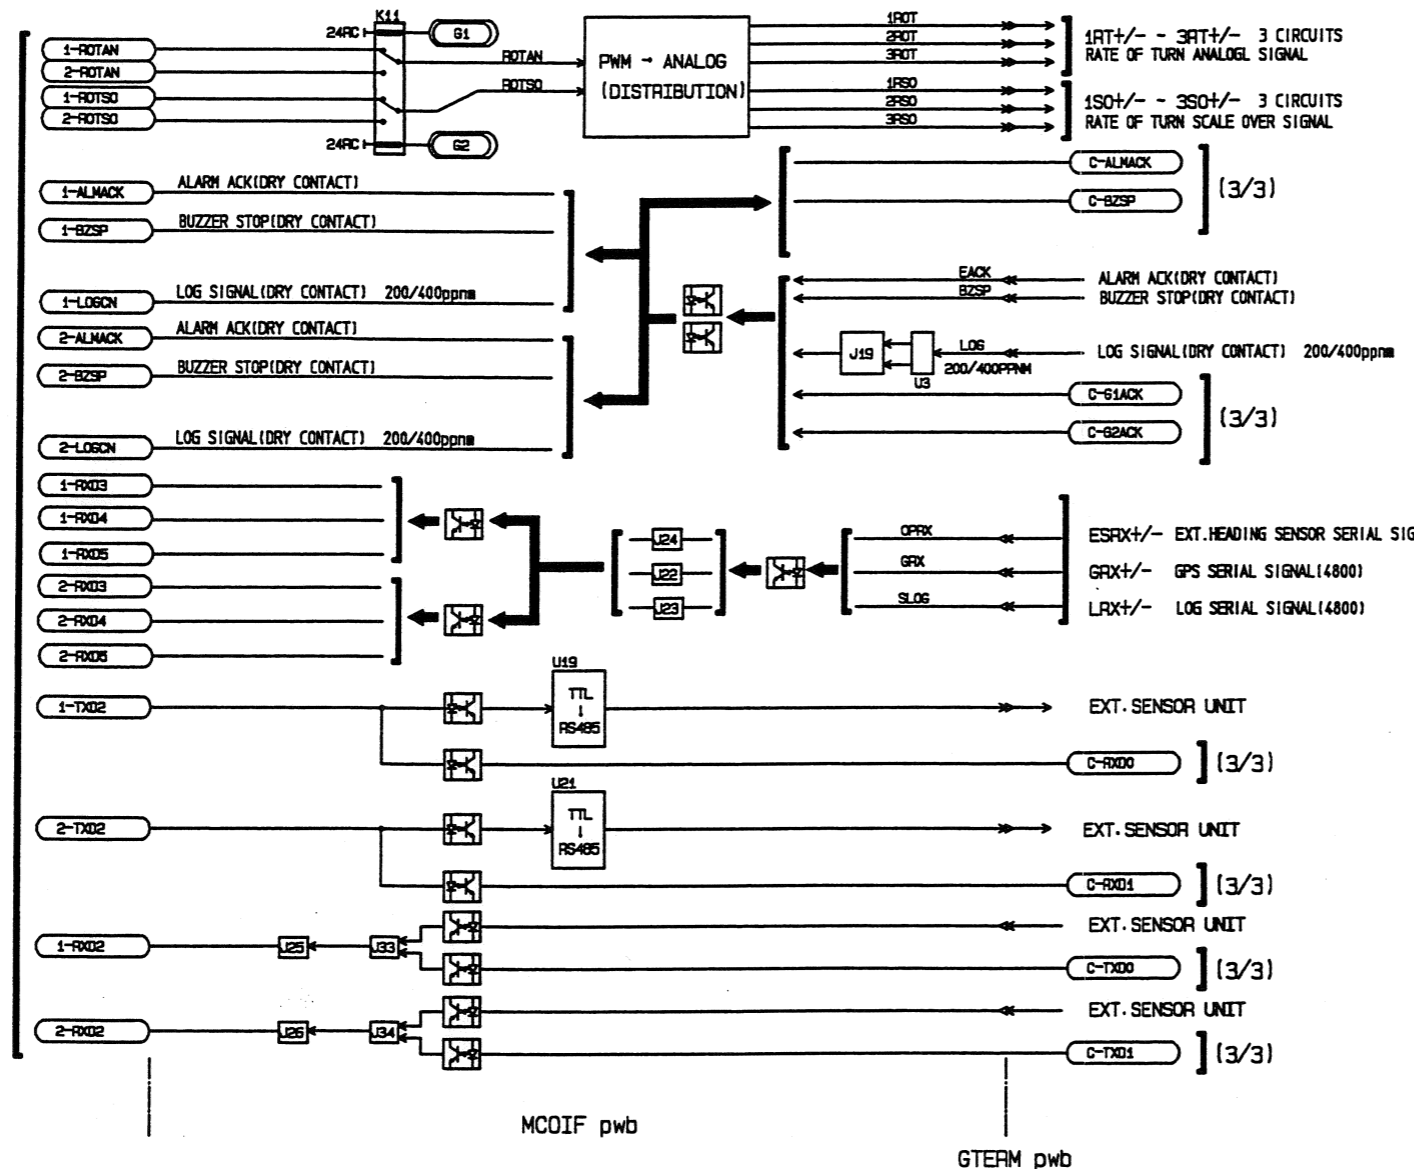 K11
24RC
G1
1-ROTAN
2-ROTAN
1-ROTSO
2-ROTSO
24RC
G2
ROTAN
ROTSO
PWM → ANALOG
(DISTRIBUTION)
1ROT
2ROT
3ROT
1RSO
2RSO
3RSO
1RT+/- - 3RT+/- 3 CIRCUITS
RATE OF TURN ANALOGL SIGNAL
1SO+/- - 3SO+/- 3 CIRCUITS
RATE OF TURN SCALE OVER SIGNAL
1-ALMACK ALARM ACK(DRY CONTACT)
1-BZSP BUZZER STOP(DRY CONTACT)
1-LOGCN LOG SIGNAL(DRY CONTACT) 200/400ppnm
2-ALMACK ALARM ACK(DRY CONTACT)
2-BZSP BUZZER STOP(DRY CONTACT)
2-LOGCN LOG SIGNAL(DRY CONTACT) 200/400ppnm
C-ALMACK
C-BZSP
(3/3)
EACK ALARM ACK(DRY CONTACT)
BZSP BUZZER STOP(DRY CONTACT)
J19
U3
LOG LOG SIGNAL(DRY CONTACT) 200/400ppnm
200/400PPNM
C-G1ACK
C-G2ACK
(3/3)
1-RXD3
1-RXD4
1-RXD5
2-RXD3
2-RXD4
2-RXD5
J24
J22
J23
OPRX ESRX+/- EXT.HEADING SENSOR SERIAL SIG
GRX GRX+/- GPS SERIAL SIGNAL(4800)
SLOG LRX+/- LOG SERIAL SIGNAL(4800)
U19
1-TXD2
TTL
↓
RS485
EXT.SENSOR UNIT
C-RXD0 (3/3)
U21
2-TXD2
TTL
↓
RS485
EXT.SENSOR UNIT
C-RXD1 (3/3)
EXT.SENSOR UNIT
1-RXD2 J25 J33
C-TXD0 (3/3)
EXT.SENSOR UNIT
2-RXD2 J26 J34
C-TXD1 (3/3)
MCOIF pwb
GTERM pwb